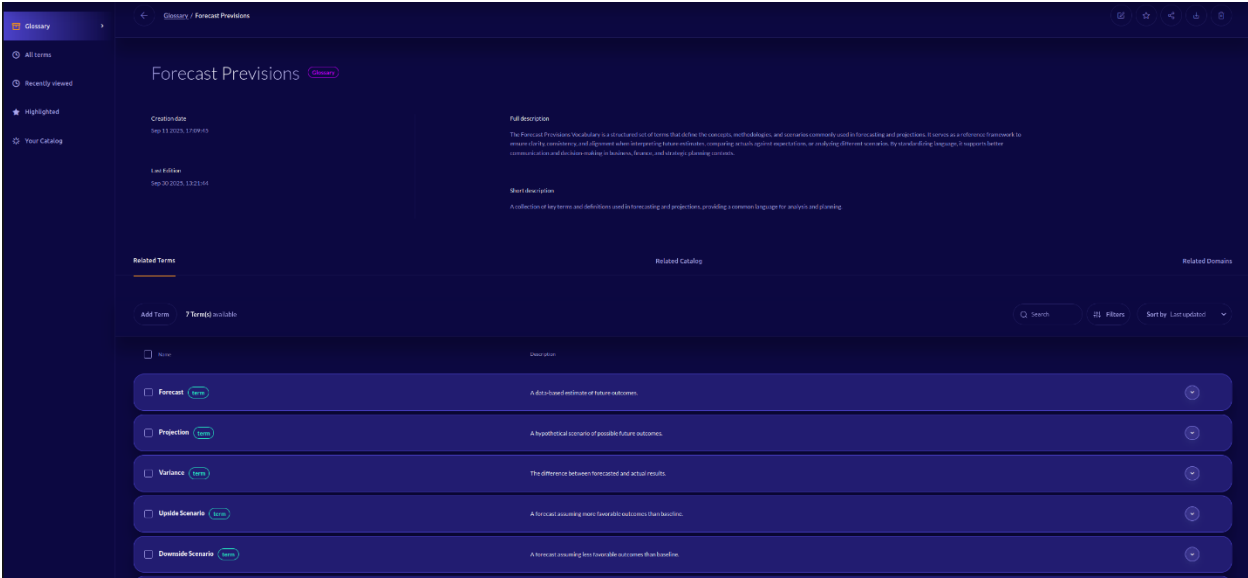 Glossary
All terms
Recently viewed
Highlighted
Your Catalog
Glossary / Forecast Previsions
Forecast Previsions Glossary
Creation date
Sep 11 2025, 17:09:45
Last Edition
Sep 30 2025, 13:21:44
Full description
The Forecast Previsions Vocabulary is a structured set of terms that define the concepts, methodologies, and scenarios commonly used in forecasting and projections. It serves as a reference framework to
ensure clarity, consistency, and alignment when interpreting future estimates, comparing actuals against expectations, or analyzing different scenarios. By standardizing language, it supports better
communication and decision-making in business, finance, and strategic planning contexts.
Short description
A collection of key terms and definitions used in forecasting and projections, providing a common language for analysis and planning.
Related Terms
Related Catalog
Related Domains
Add Term 7 Term(s) available
Search Filters Sort by Last updated
Name Description
Forecast term A data-based estimate of future outcomes.
Projection term A hypothetical scenario of possible future outcomes.
Variance term The difference between forecasted and actual results.
Upside Scenario term A forecast assuming more favorable outcomes than baseline.
Downside Scenario term A forecast assuming less favorable outcomes than baseline.